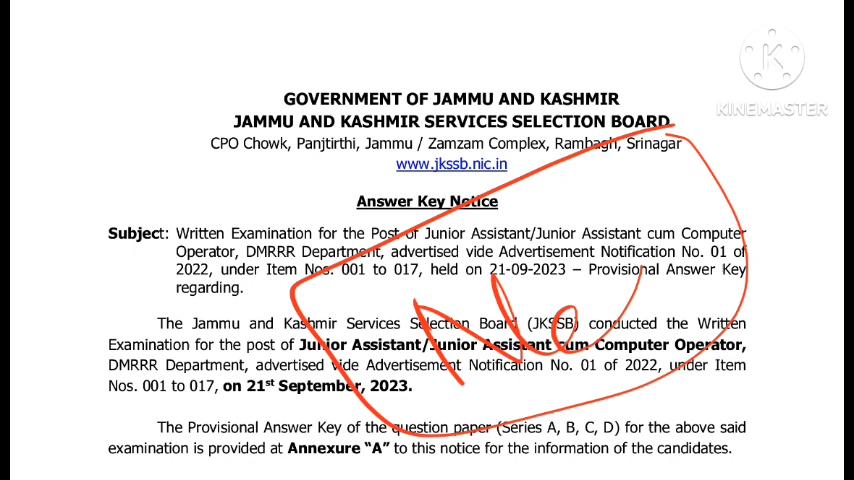 K
KINEMASTER
GOVERNMENT OF JAMMU AND KASHMIR
JAMMU AND KASHMIR SERVICES SELECTION BOARD
CPO Chowk, Panjtirthi, Jammu / Zamzam Complex, Rambagh, Srinagar
www.jkssb.nic.in
Answer Key Notice
Subject: Written Examination for the Post of Junior Assistant/Junior Assistant cum Computer
Operator, DMRRR Department, advertised vide Advertisement Notification No. 01 of
2022, under Item Nos. 001 to 017, held on 21-09-2023 – Provisional Answer Key
regarding.
The Jammu and Kashmir Services Selection Board (JKSSB) conducted the Written
Examination for the post of Junior Assistant/Junior Assistant cum Computer Operator,
DMRRR Department, advertised vide Advertisement Notification No. 01 of 2022, under Item
Nos. 001 to 017, on 21st September, 2023.
The Provisional Answer Key of the question paper (Series A, B, C, D) for the above said
examination is provided at Annexure “A” to this notice for the information of the candidates.